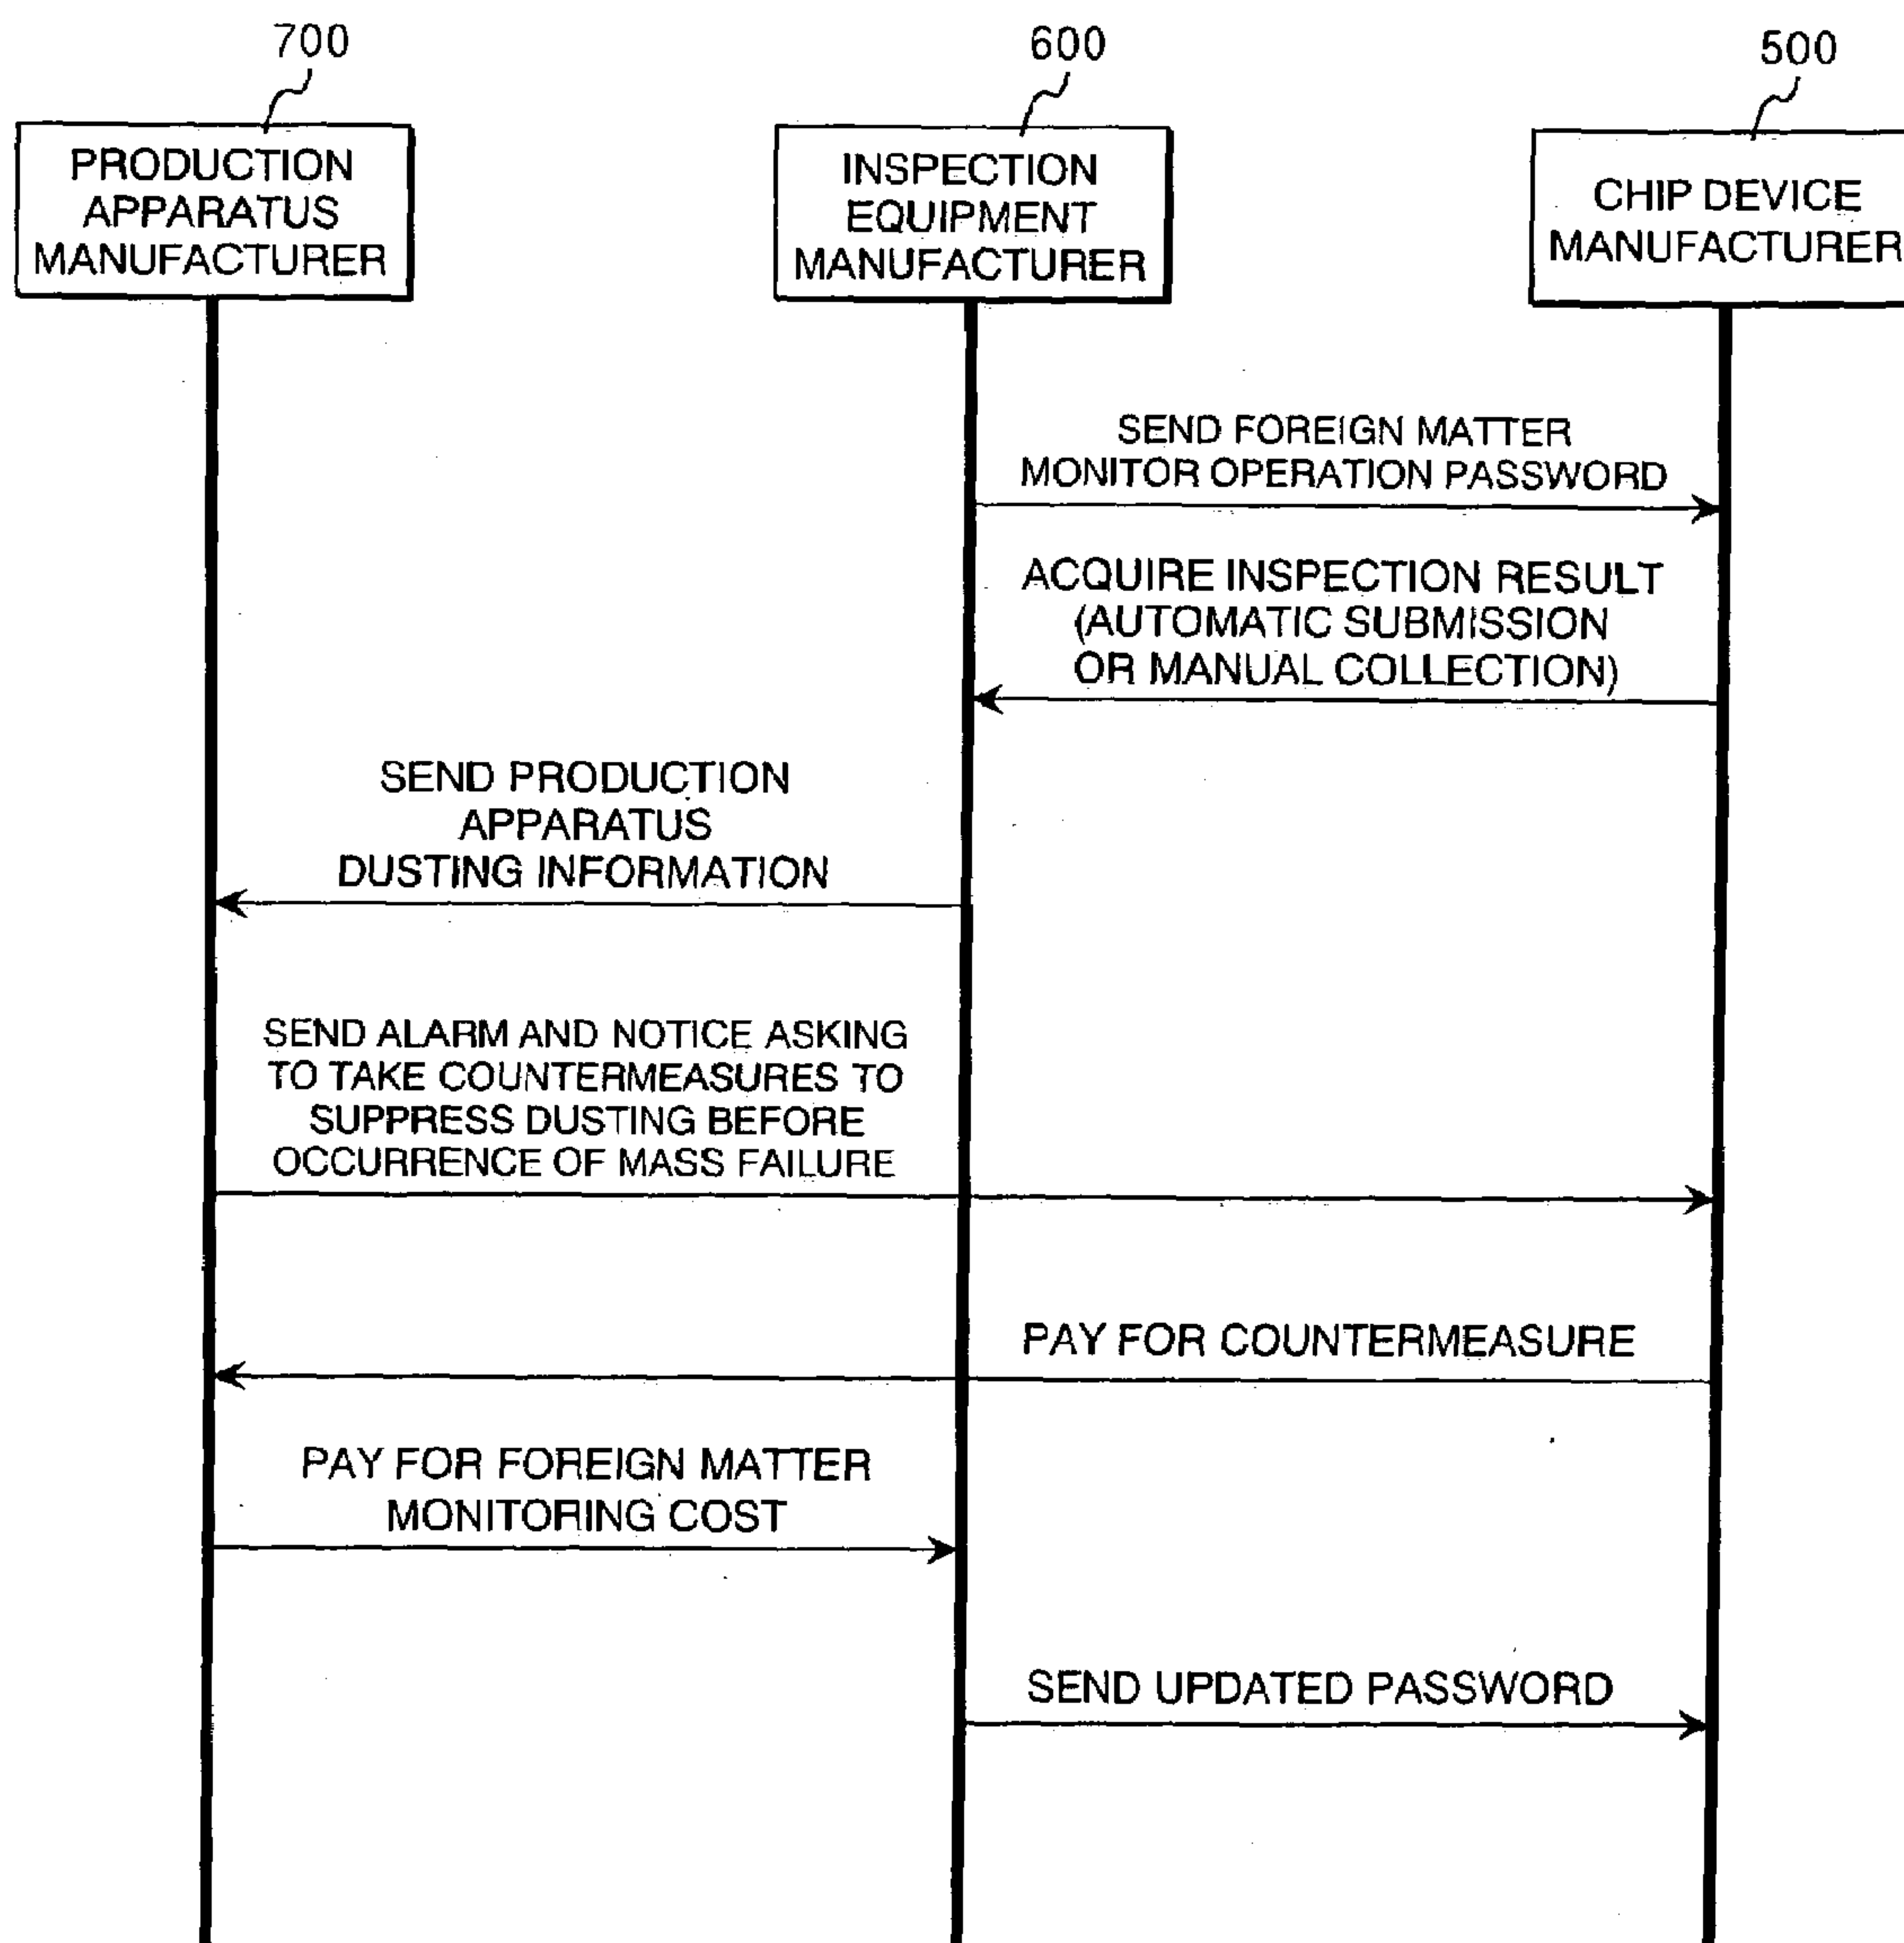 700
600
500
PRODUCTION
APPARATUS
MANUFACTURER
INSPECTION
EQUIPMENT
MANUFACTURER
CHIP DEVICE
MANUFACTURER
SEND FOREIGN MATTER
MONITOR OPERATION PASSWORD
ACQUIRE INSPECTION RESULT
(AUTOMATIC SUBMISSION
OR MANUAL COLLECTION)
SEND PRODUCTION
APPARATUS
DUSTING INFORMATION
SEND ALARM AND NOTICE ASKING
TO TAKE COUNTERMEASURES TO
SUPPRESS DUSTING BEFORE
OCCURRENCE OF MASS FAILURE
PAY FOR COUNTERMEASURE
PAY FOR FOREIGN MATTER
MONITORING COST
SEND UPDATED PASSWORD